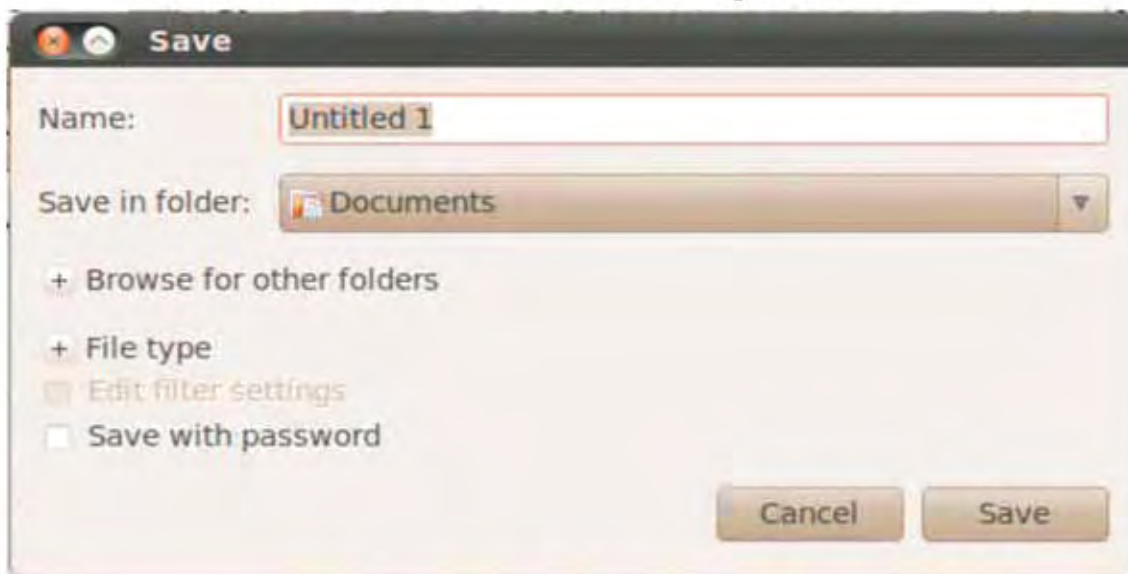 Save
Name: Untitled 1
Save in folder: Documents
+ Browse for other folders
+ File type
Edit filter settings
Save with password
Cancel Save